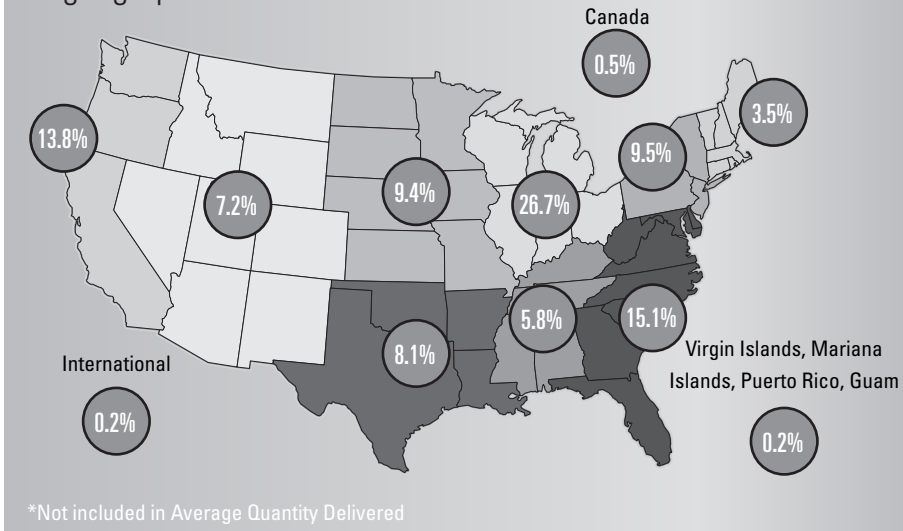 Canada
0.5%
3.5%
13.8%
9.5%
7.2%
9.4%
26.7%
5.8%
15.1%
8.1%
International
0.2%
Virgin Islands, Mariana
Islands, Puerto Rico, Guam
0.2%
*Not included in Average Quantity Delivered